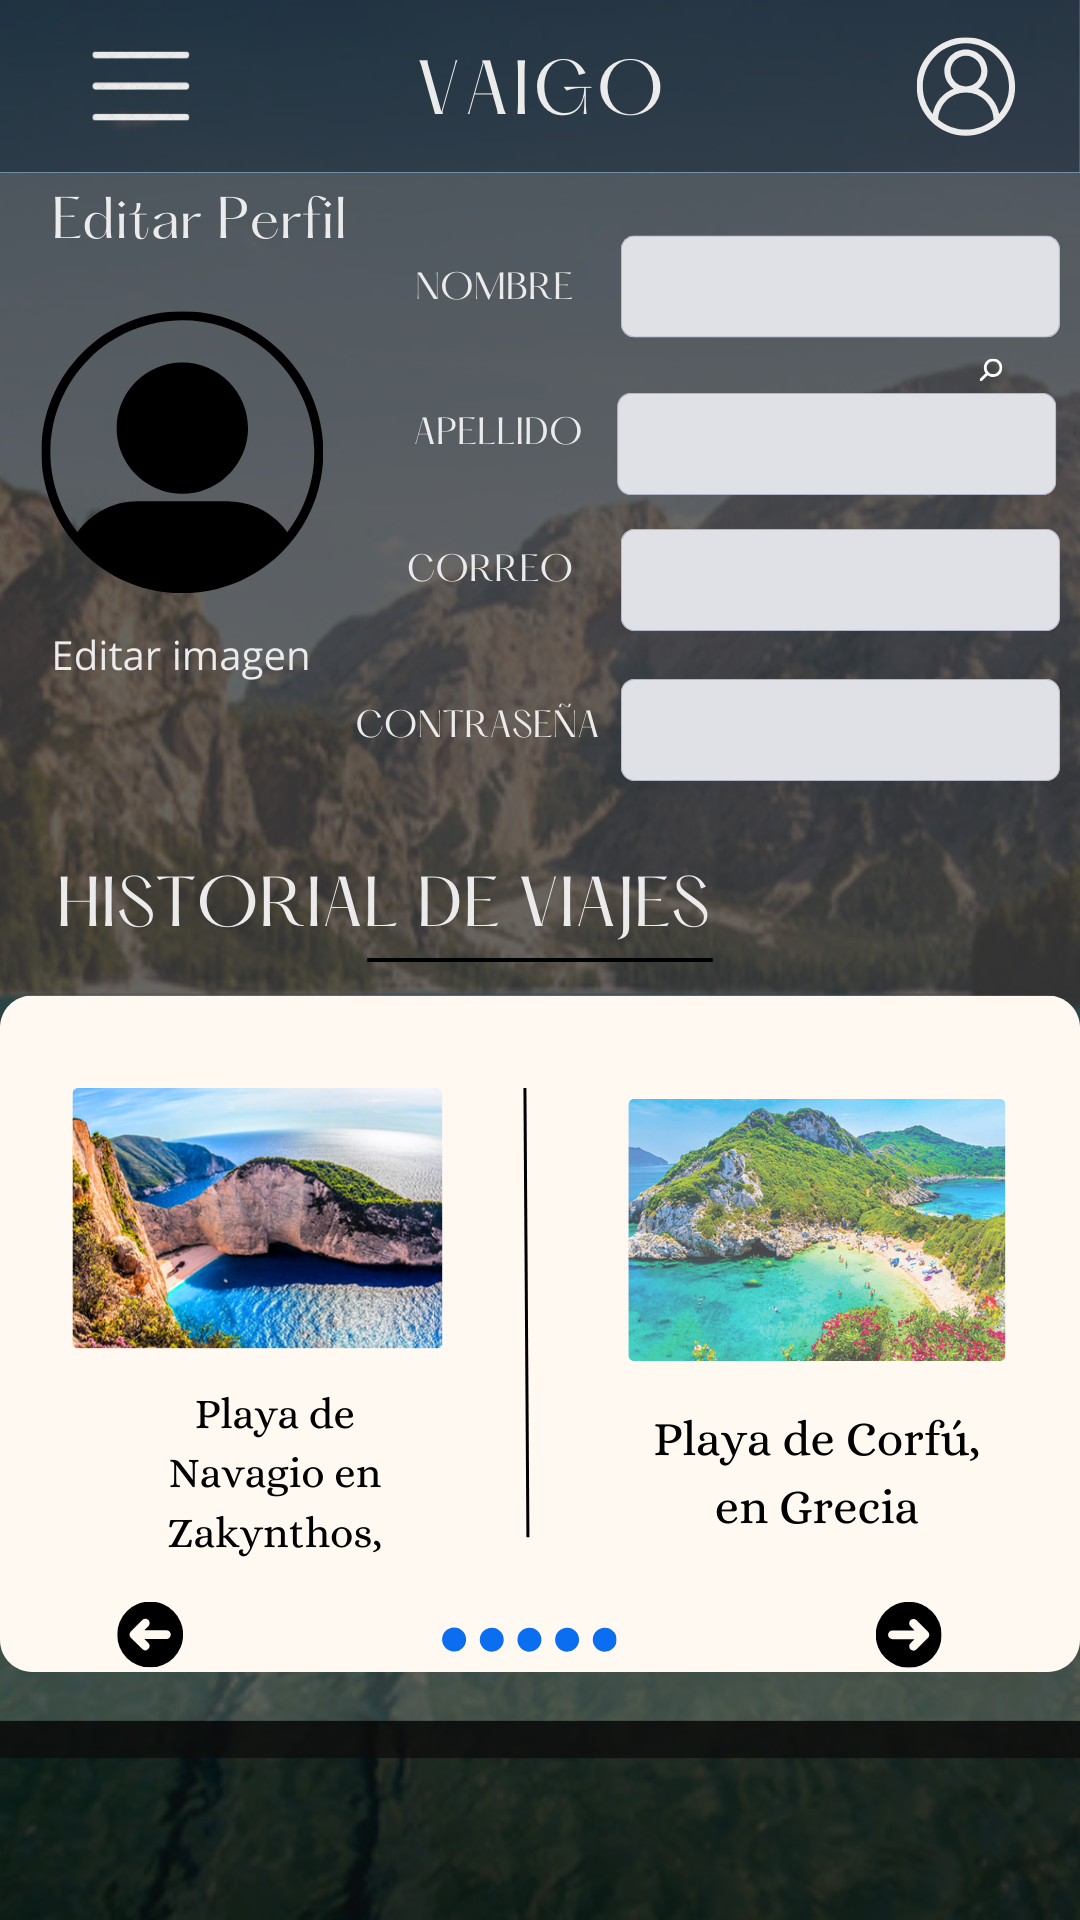 VAIGO
Editar Perfil
NOMBRE
APELLIDO
CORREO
Editar imagen
CONTRASEÑA
HISTORIAL DE VIAJES
Playa de
Navagio en
Zakynthos,
Playa de Corfú,
en Grecia